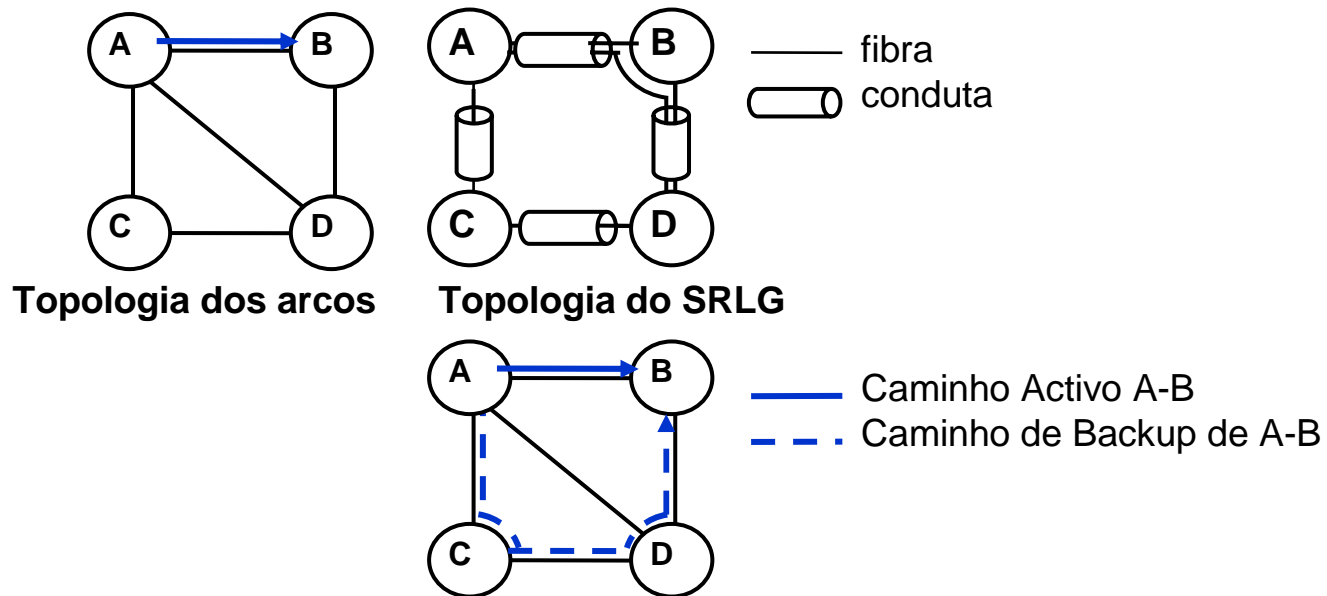 A
B
C
D
Topologia dos arcos
A
B
C
D
Topologia do SRLG
fibra
conduta
A
B
C
D
Caminho Activo A-B
Caminho de Backup de A-B